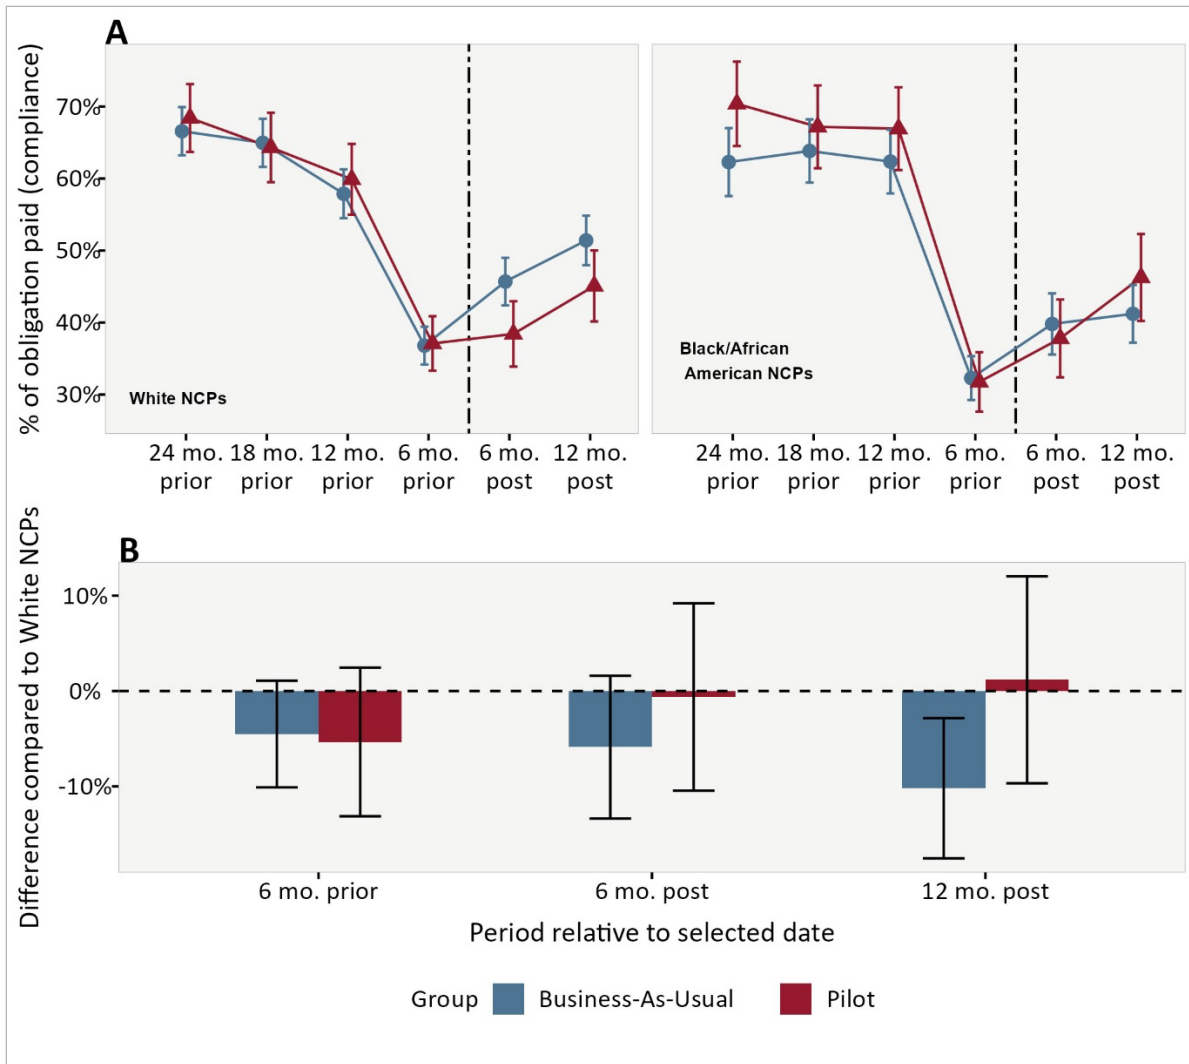 A
% of obligation paid (compliance)
70%
60%
50%
40%
30%
White NCPs
Black/African
American NCPs
24 mo. 18 mo. 12 mo. 6 mo. 6 mo. 12 mo.
prior prior prior prior post post
24 mo. 18 mo. 12 mo. 6 mo. 6 mo. 12 mo.
prior prior prior prior post post
B
Difference compared to White NCPs
10%
0%
-10%
6 mo. prior
6 mo. post
12 mo. post
Period relative to selected date
Group Business-As-Usual Pilot